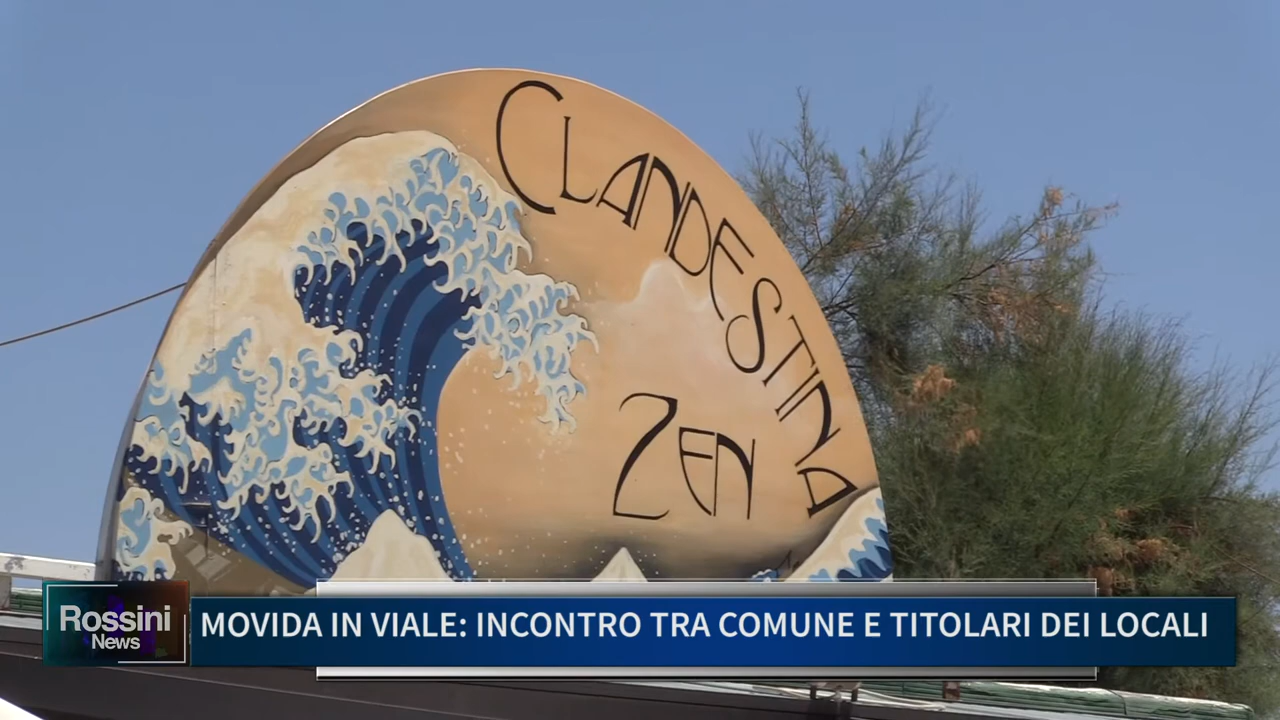 CLANDESTINA
ZEN
Rossini
News
MOVIDA IN VIALE: INCONTRO TRA COMUNE E TITOLARI DEI LOCALI